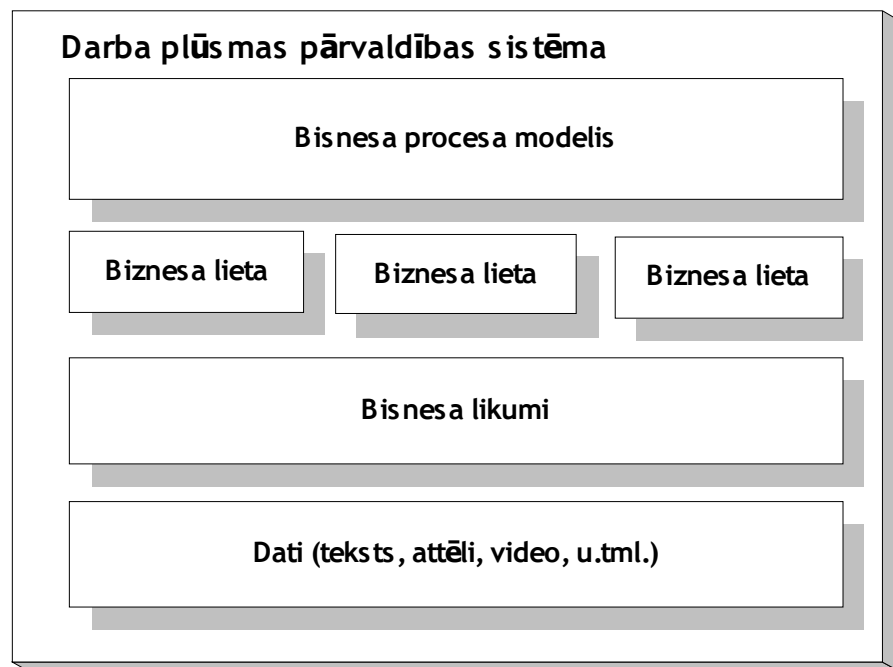 Darba plūsmas pārvaldības sistēma
Bisnesa procesa modelis
Biznesa lieta
Biznesa lieta
Biznesa lieta
Bisnesa likumi
Dati (teksts, attēli, video, u.tml.)